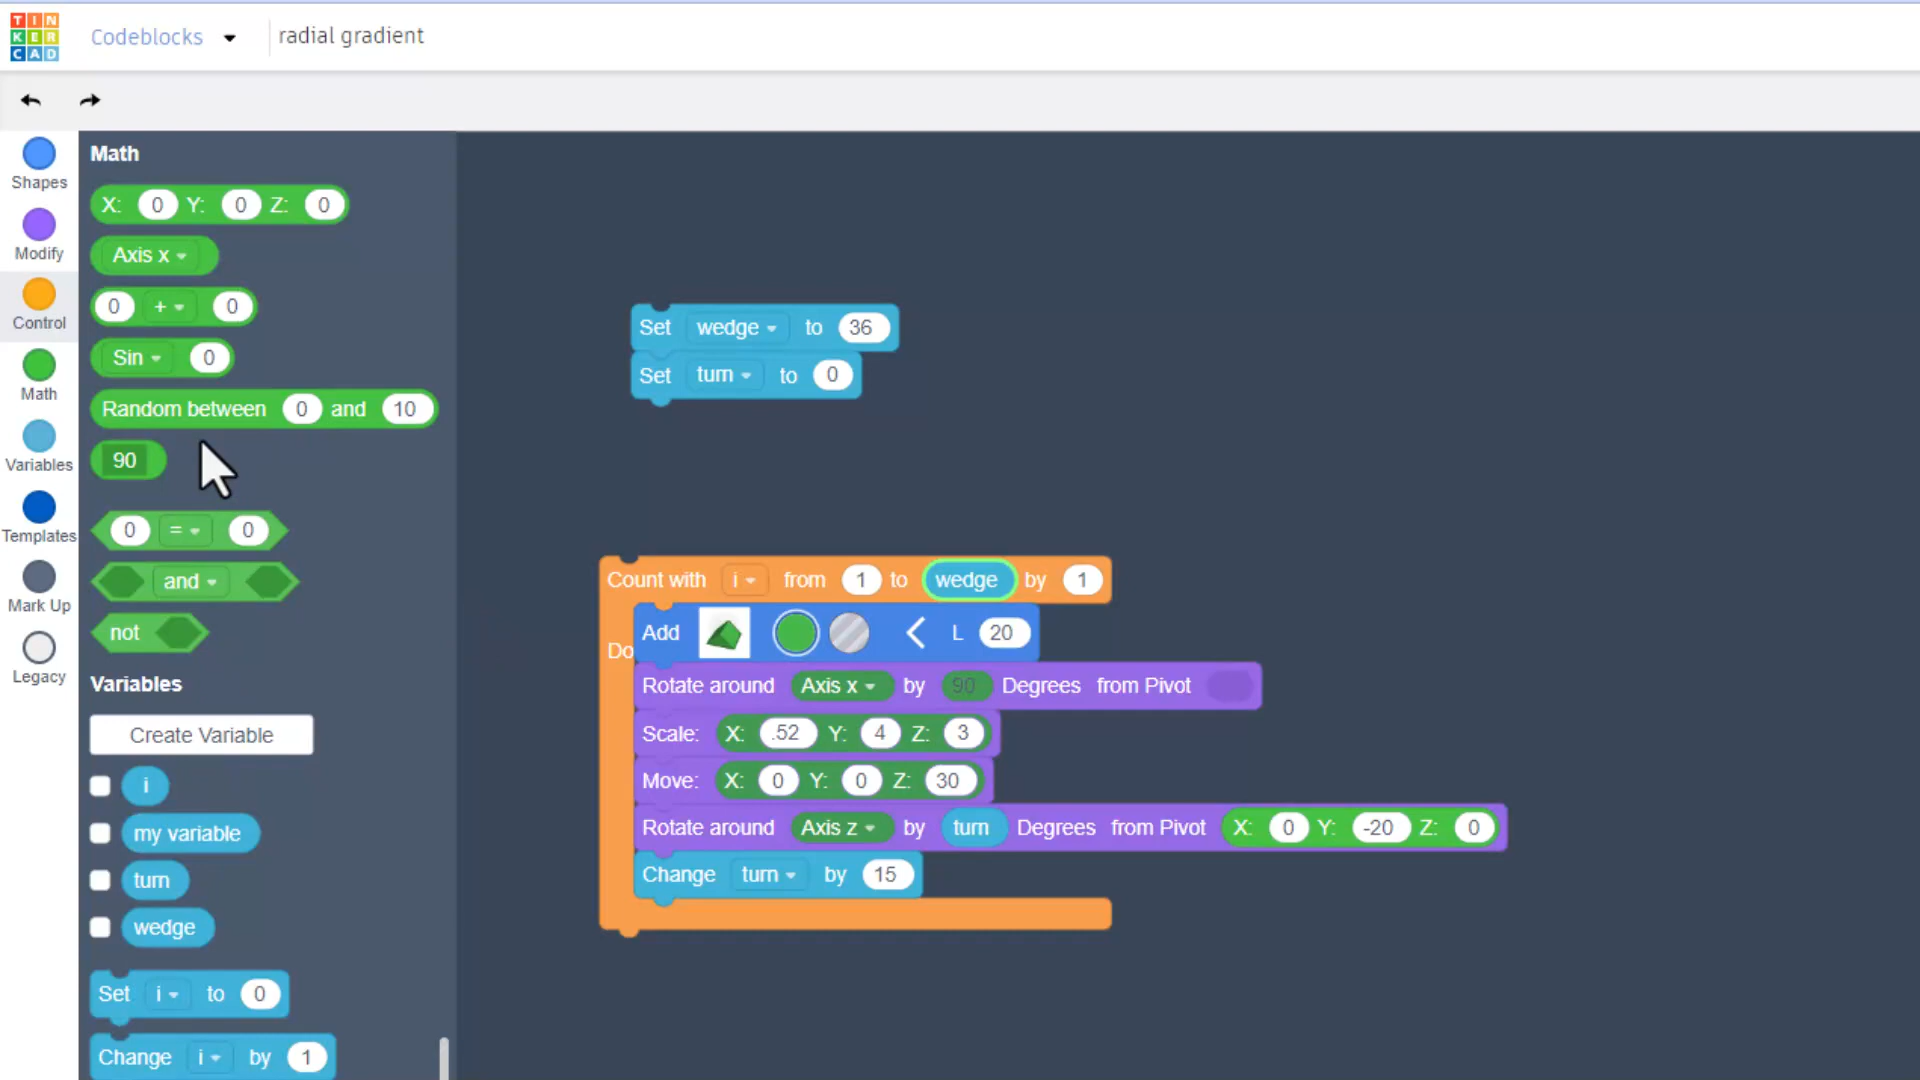 TIN
KER
CAD
Codeblocks
radial gradient
Shapes
Modify
Control
Math
Variables
Templates
Mark Up
Legacy
Math
X: 0 Y: 0 Z: 0
Axis x
0 + 0
Sin 0
Random between 0 and 10
90
0 = 0
and
not
Variables
Create Variable
i
my variable
turn
wedge
Set i to 0
Change i by 1
Set wedge to 36
Set turn to 0
Count with i from 1 to wedge by 1
Do
Add L 20
Rotate around Axis x by 90 Degrees from Pivot
Scale: X: .52 Y: 4 Z: 3
Move: X: 0 Y: 0 Z: 30
Rotate around Axis z by turn Degrees from Pivot X: 0 Y: -20 Z: 0
Change turn by 15